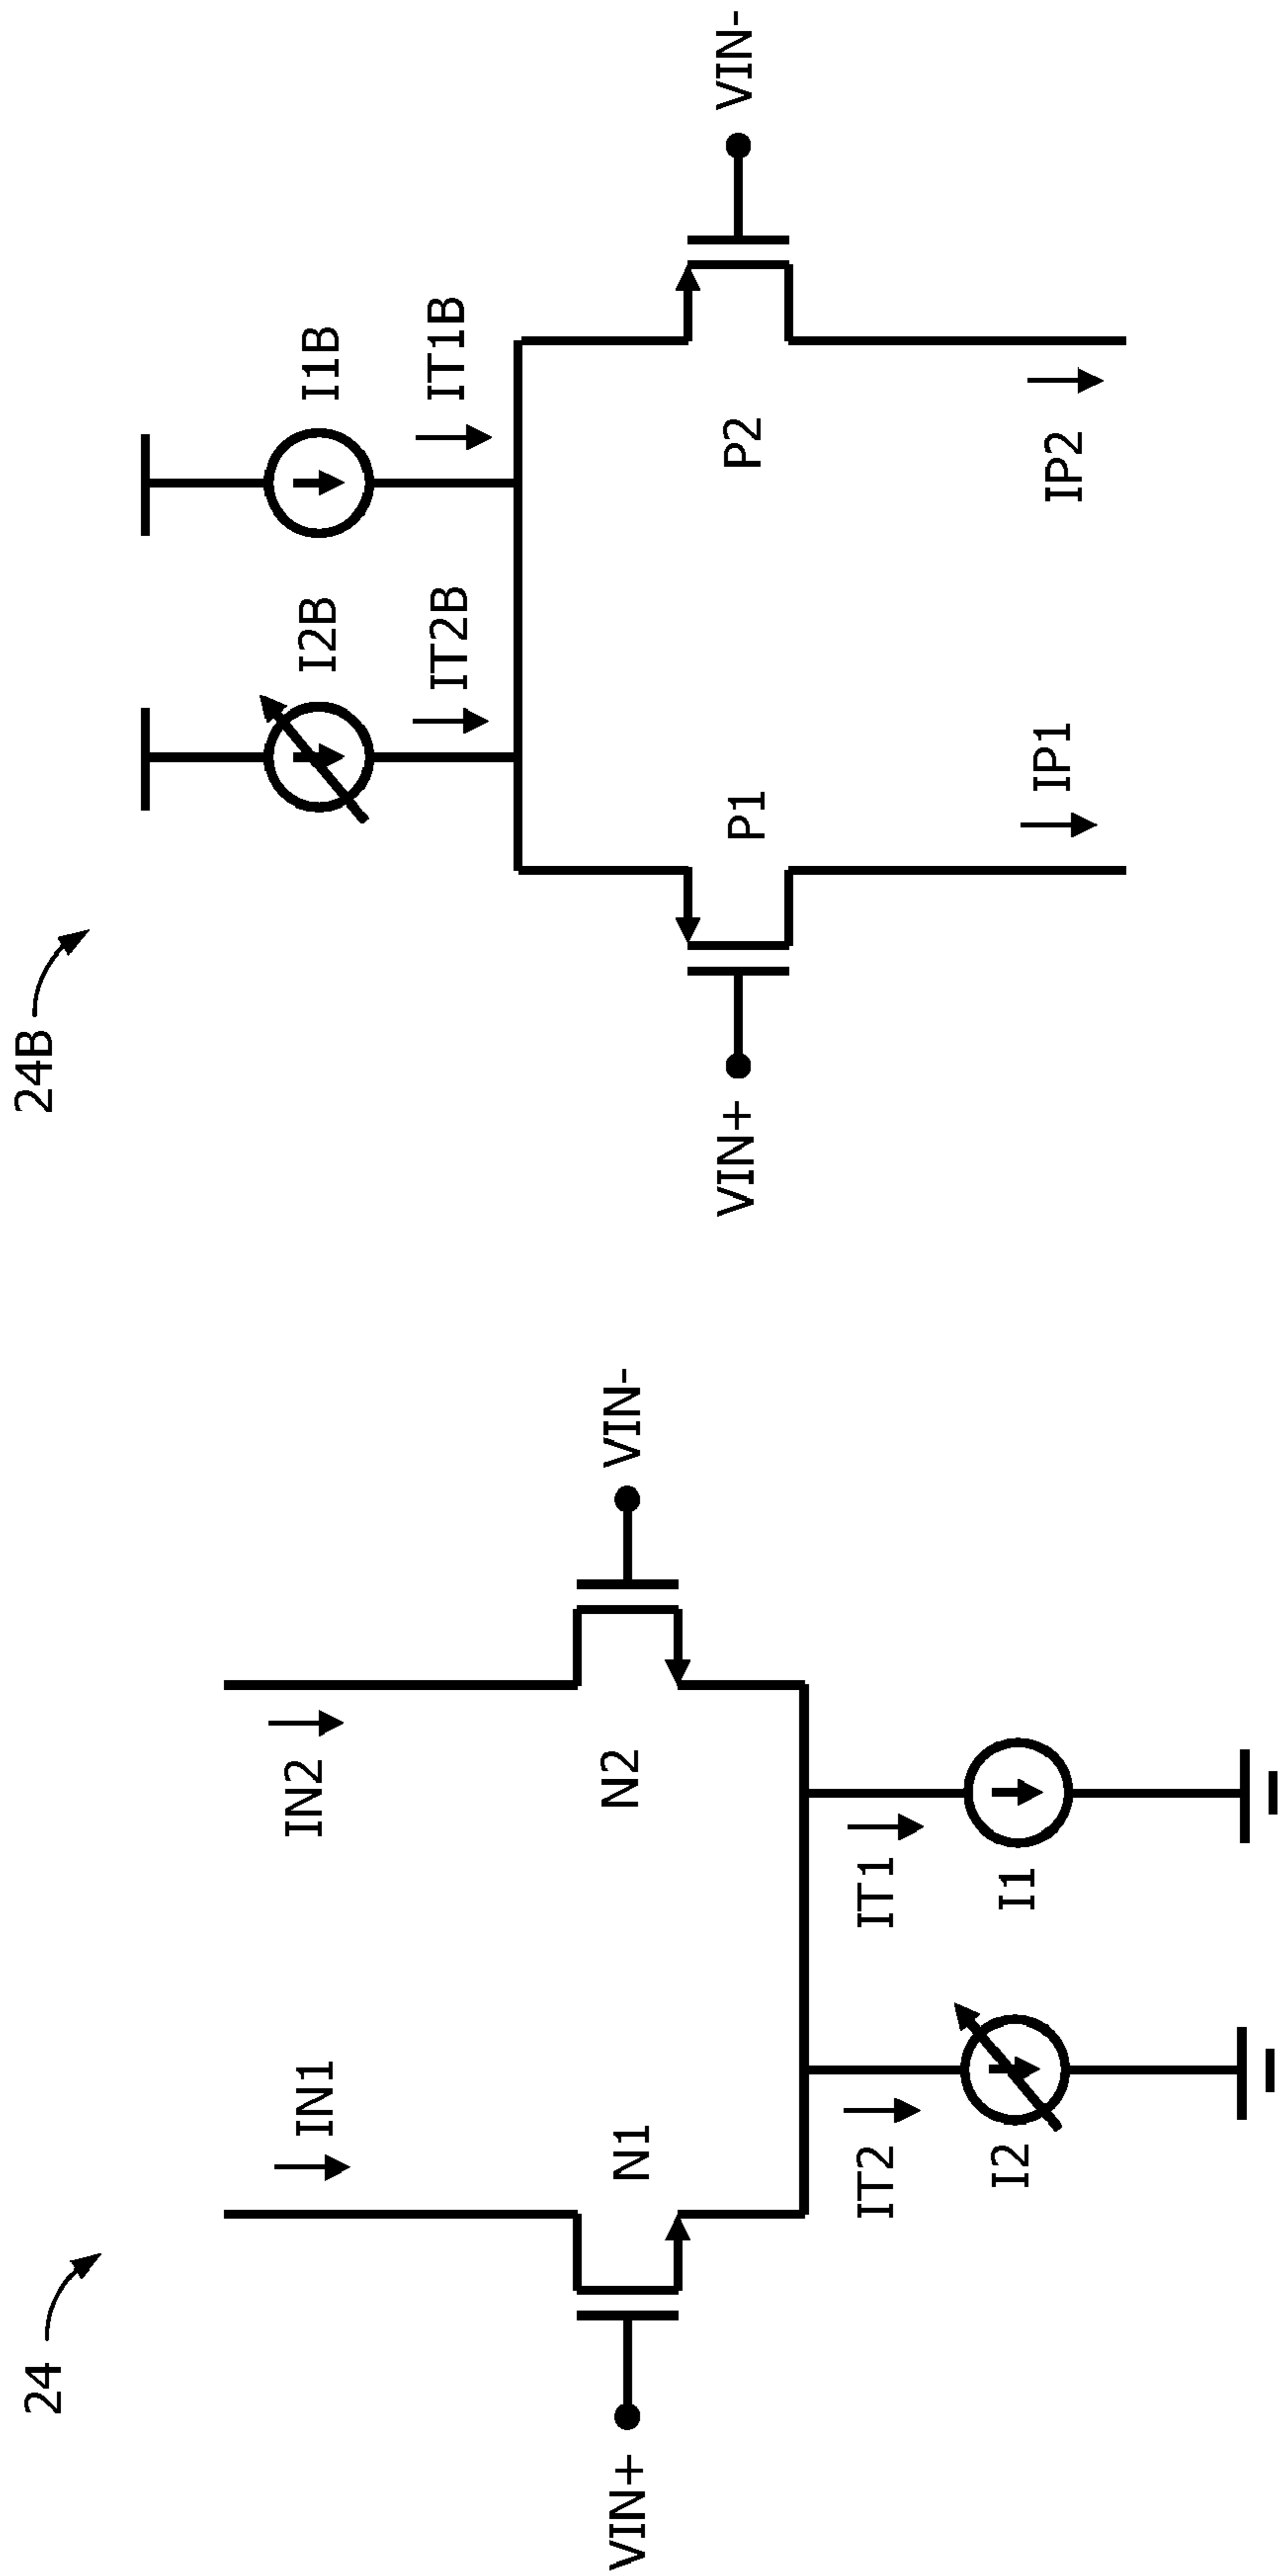 24
IN1
IN2
VIN+
N1
N2
VIN-
IT2
IT1
I2
I1
24B
I2B
I1B
IT2B
IT1B
VIN+
P1
P2
VIN-
IP1
IP2